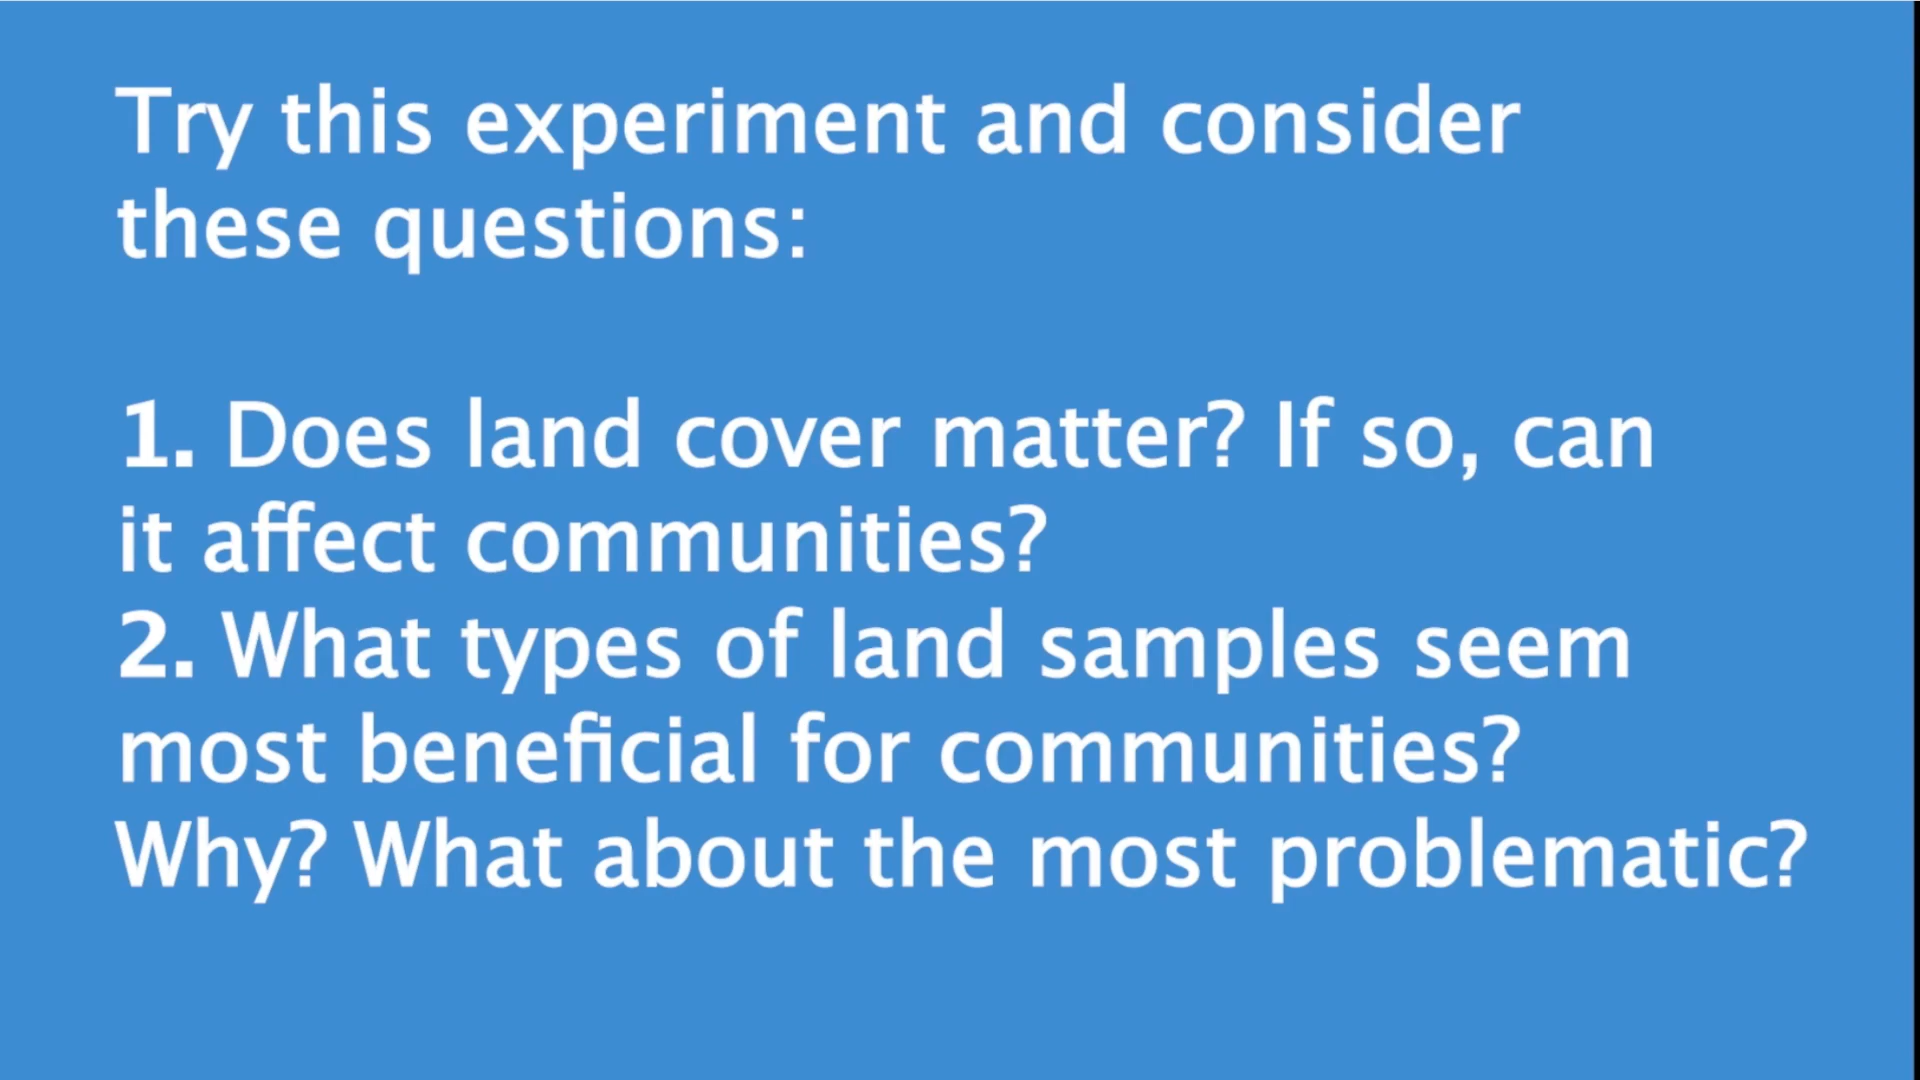 Try this experiment and consider
these questions:
1. Does land cover matter? If so, can
it affect communities?
2. What types of land samples seem
most beneficial for communities?
Why? What about the most problematic?